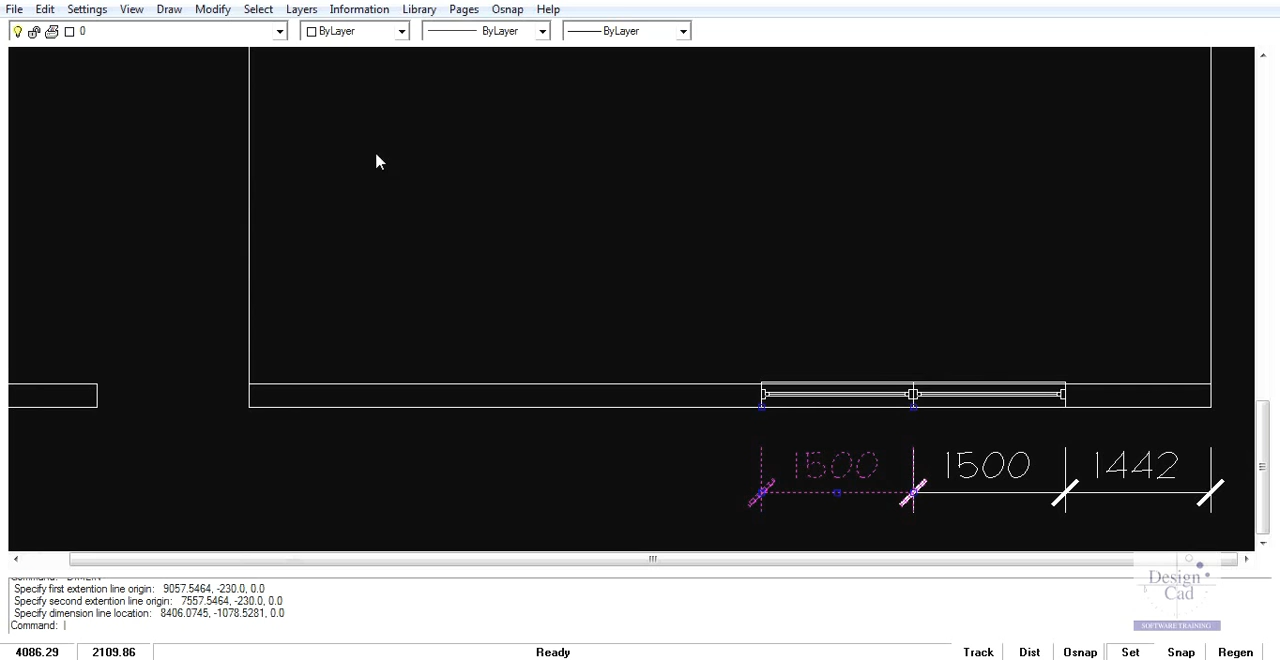 File Edit Settings View Draw Modify Select Layers Information Library Pages Osnap Help
0 ByLayer ByLayer ByLayer
1500 1500 1442
Specify first extention line origin: 9057.5464, -230.0, 0.0
Specify second extention line origin: 7557.5464, -230.0, 0.0
Specify dimension line location: 8406.0745, -1078.5281, 0.0
Command:
Design
Cad
SOFTWARE TRAINING
4086.29 2109.86 Ready Track Dist Osnap Set Snap Regen